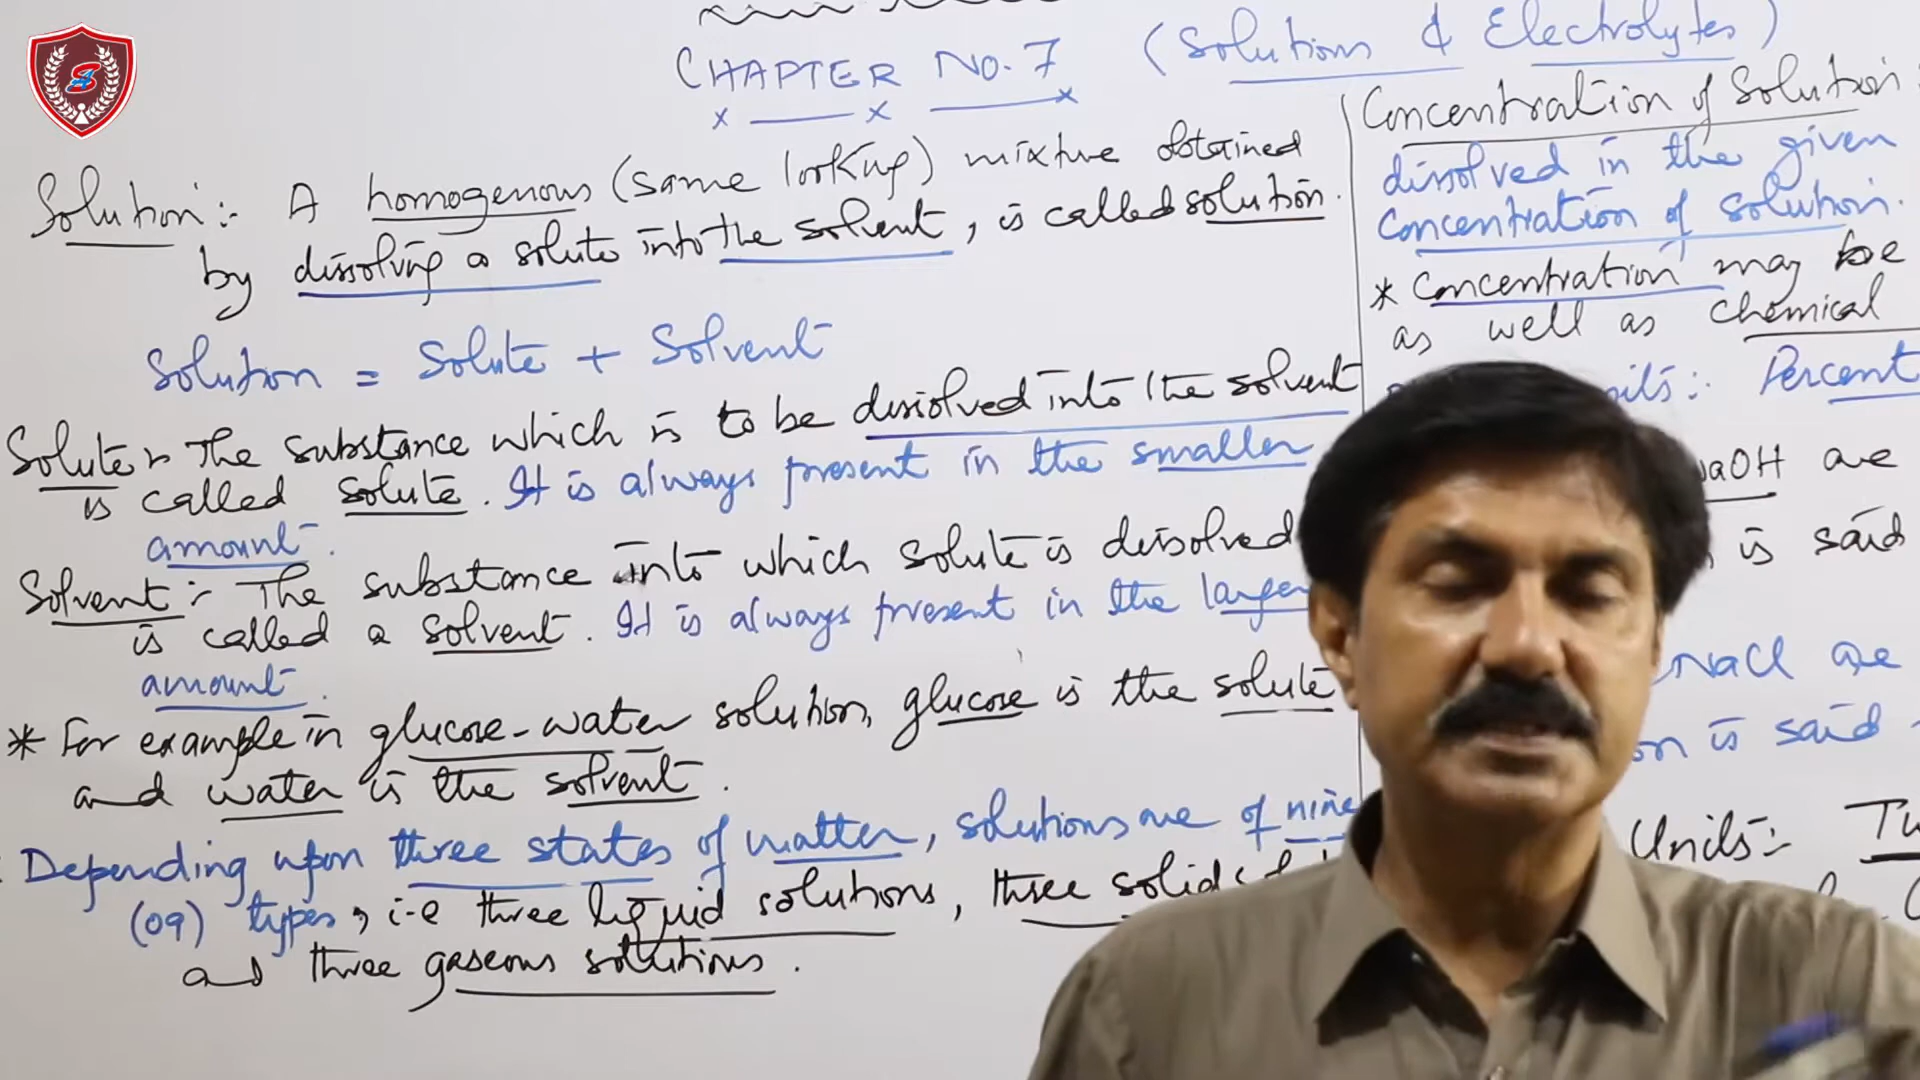 CHAPTER NO. 7 (Solutions & Electrolytes)
Solution:- A homogenous (same looking) mixture obtained
by dissolving a solute into the solvent, is called solution.
Solution = Solute + Solvent
Solute :- The substance which is to be dissolved into the solvent
is called solute. It is always present in the smaller
amount.
Solvent :- The substance into which solute is dissolved
is called a solvent. It is always present in the larger
amount.
* For example in glucose-water solution, glucose is the solute
and water is the solvent.
Depending upon three states of matter, solutions are of nine
(09) types, i-e three liquid solutions, three solid
and three gaseous solutions.
Concentration of Solution:
dissolved in the given
Concentration of solution.
* Concentration may be
as well as chemical
Percent
NaOH are
is said
NaCl are
is said
Units:-